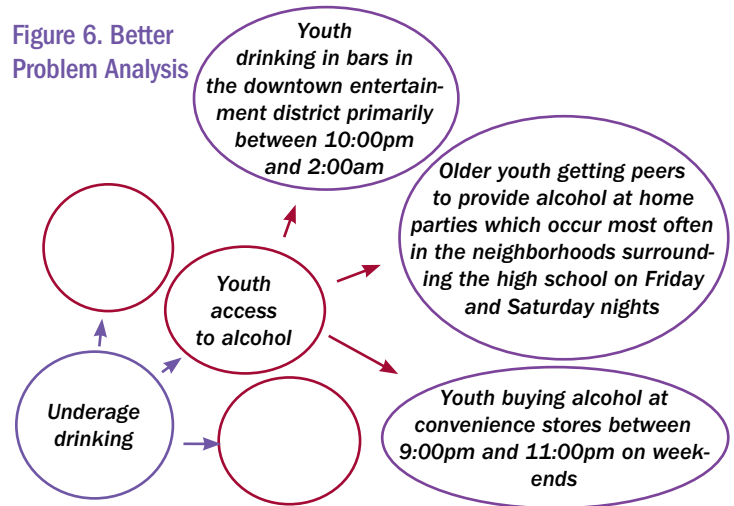 Figure 6. Better
Problem Analysis
Youth
drinking in bars in
the downtown entertain-
ment district primarily
between 10:00pm
and 2:00am
Older youth getting peers
to provide alcohol at home
parties which occur most often
in the neighborhoods surround-
ing the high school on Friday
and Saturday nights
Youth
access
to alcohol
Underage
drinking
Youth buying alcohol at
convenience stores between
9:00pm and 11:00pm on week-
ends